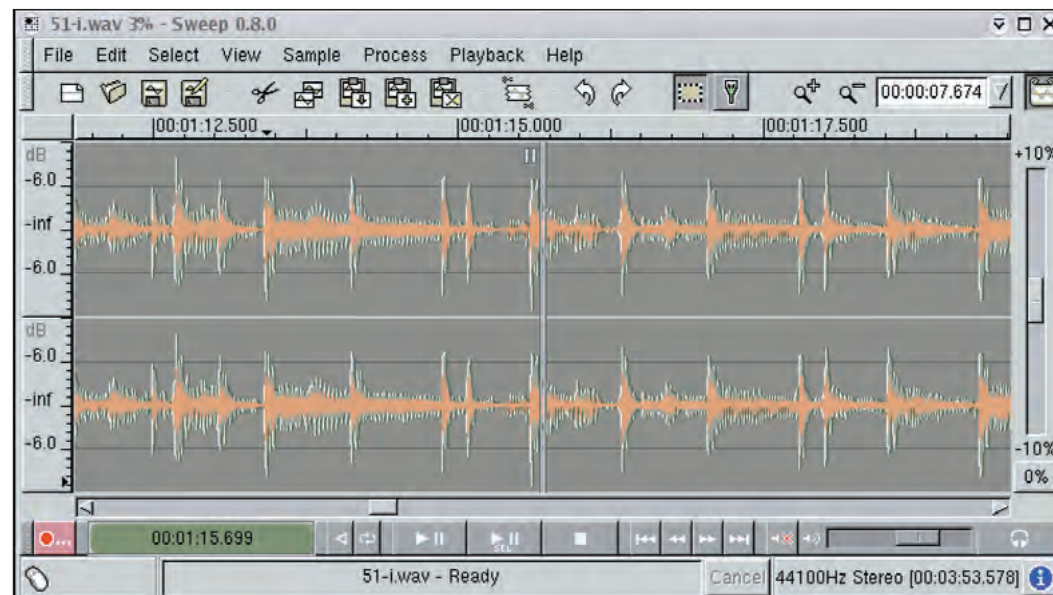 51-i.wav 3% - Sweep 0.8.0
File Edit Select View Sample Process Playback Help
00:00:07.674
00:01:12.500 00:01:15.000 00:01:17.500
dB
-6.0
-inf
-6.0
dB
-6.0
-inf
-6.0
+10%
-10%
0%
00:01:15.699
SEL
51-i.wav - Ready
Cancel
44100Hz Stereo [00:03:53.578]